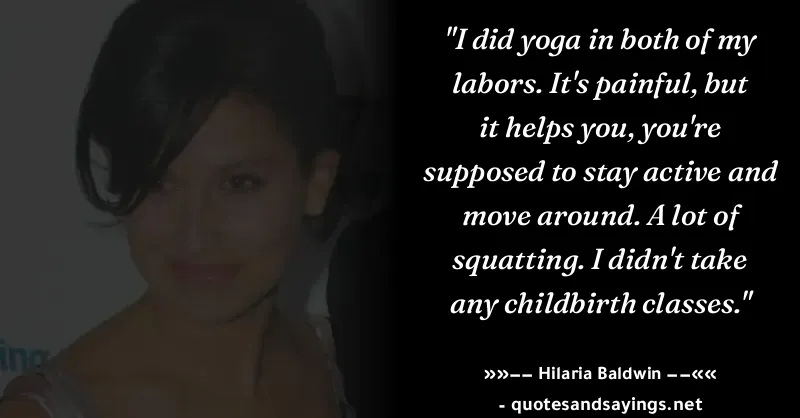 "I did yoga in both of my
labors. It's painful, but
it helps you, you're
supposed to stay active and
move around. A lot of
squatting. I didn't take
any childbirth classes."
»»–– Hilaria Baldwin ––««
- quotesandsayings.net
ing